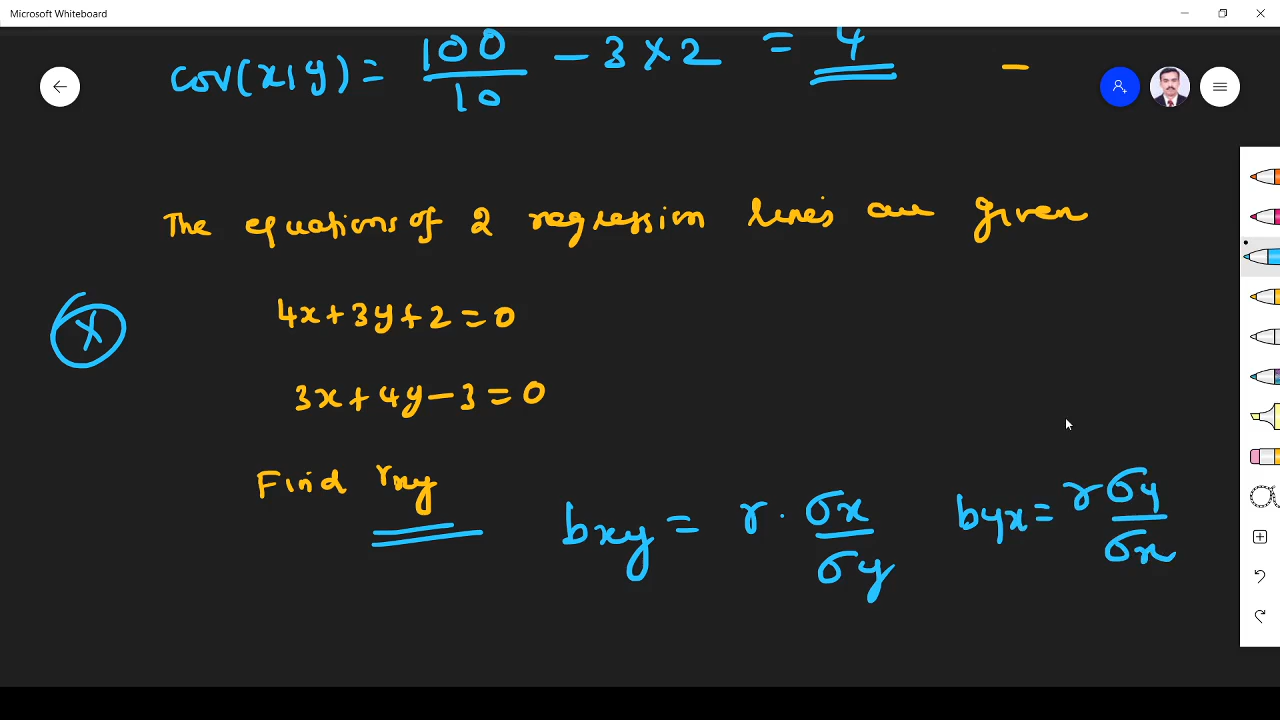 Microsoft Whiteboard
cov(x,y) = 100/10 - 3 × 2 = 4
The equations of 2 regression lines are given
X
4x + 3y + 2 = 0
3x + 4y - 3 = 0
Find rxy
bxy = r · σx/σy byx = r σy/σx